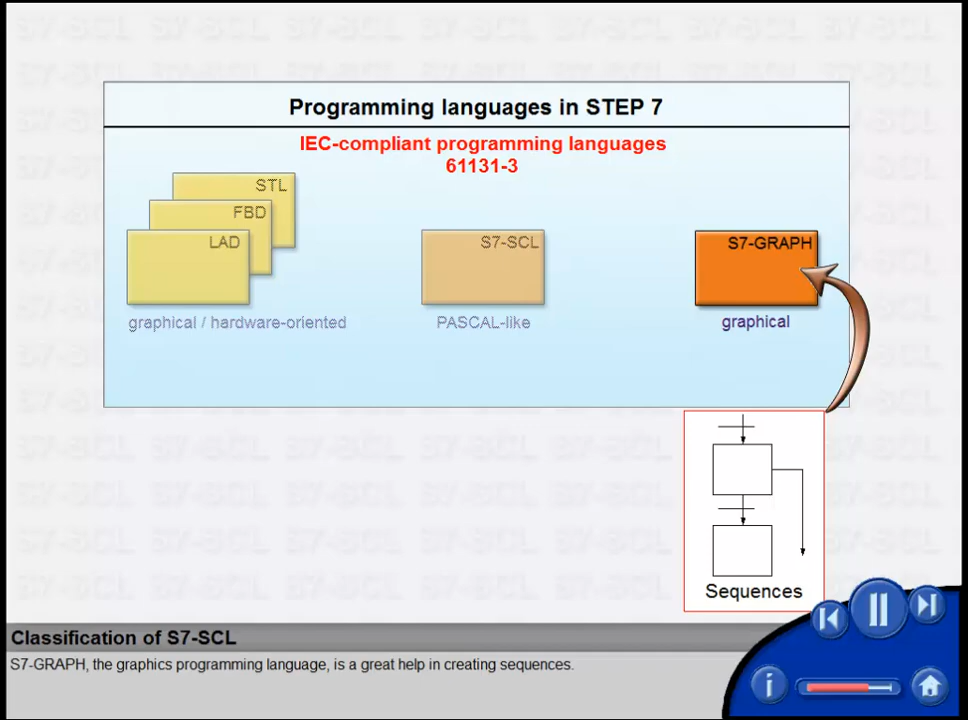 Programming languages in STEP 7
IEC-compliant programming languages
61131-3
STL
FBD
LAD
S7-SCL
S7-GRAPH
graphical / hardware-oriented
PASCAL-like
graphical
Sequences
Classification of S7-SCL
S7-GRAPH, the graphics programming language, is a great help in creating sequences.
i